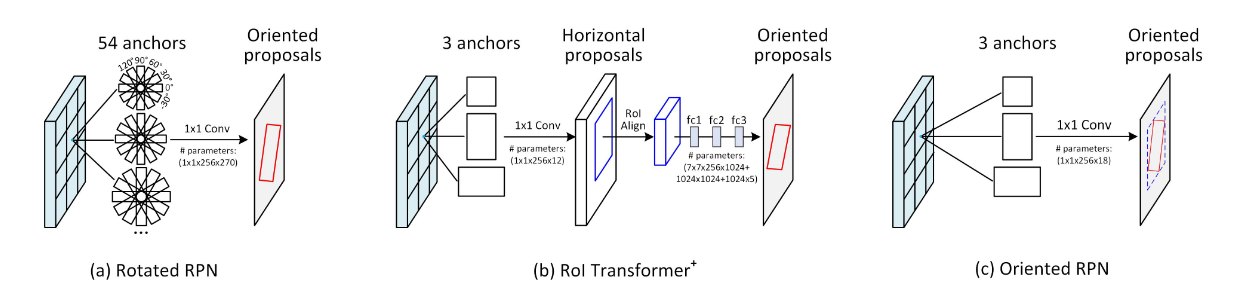 54 anchors
120° 90° 60° 30° 0° -30°
...
1x1 Conv
# parameters:
(1x1x256x270)
Oriented
proposals
(a) Rotated RPN
3 anchors
1x1 Conv
# parameters:
(1x1x256x12)
Horizontal
proposals
RoI
Align
fc1 fc2 fc3
# parameters:
(7x7x256x1024+
1024x1024+1024x5)
Oriented
proposals
(b) RoI Transformer+
3 anchors
1x1 Conv
# parameters:
(1x1x256x18)
Oriented
proposals
(c) Oriented RPN